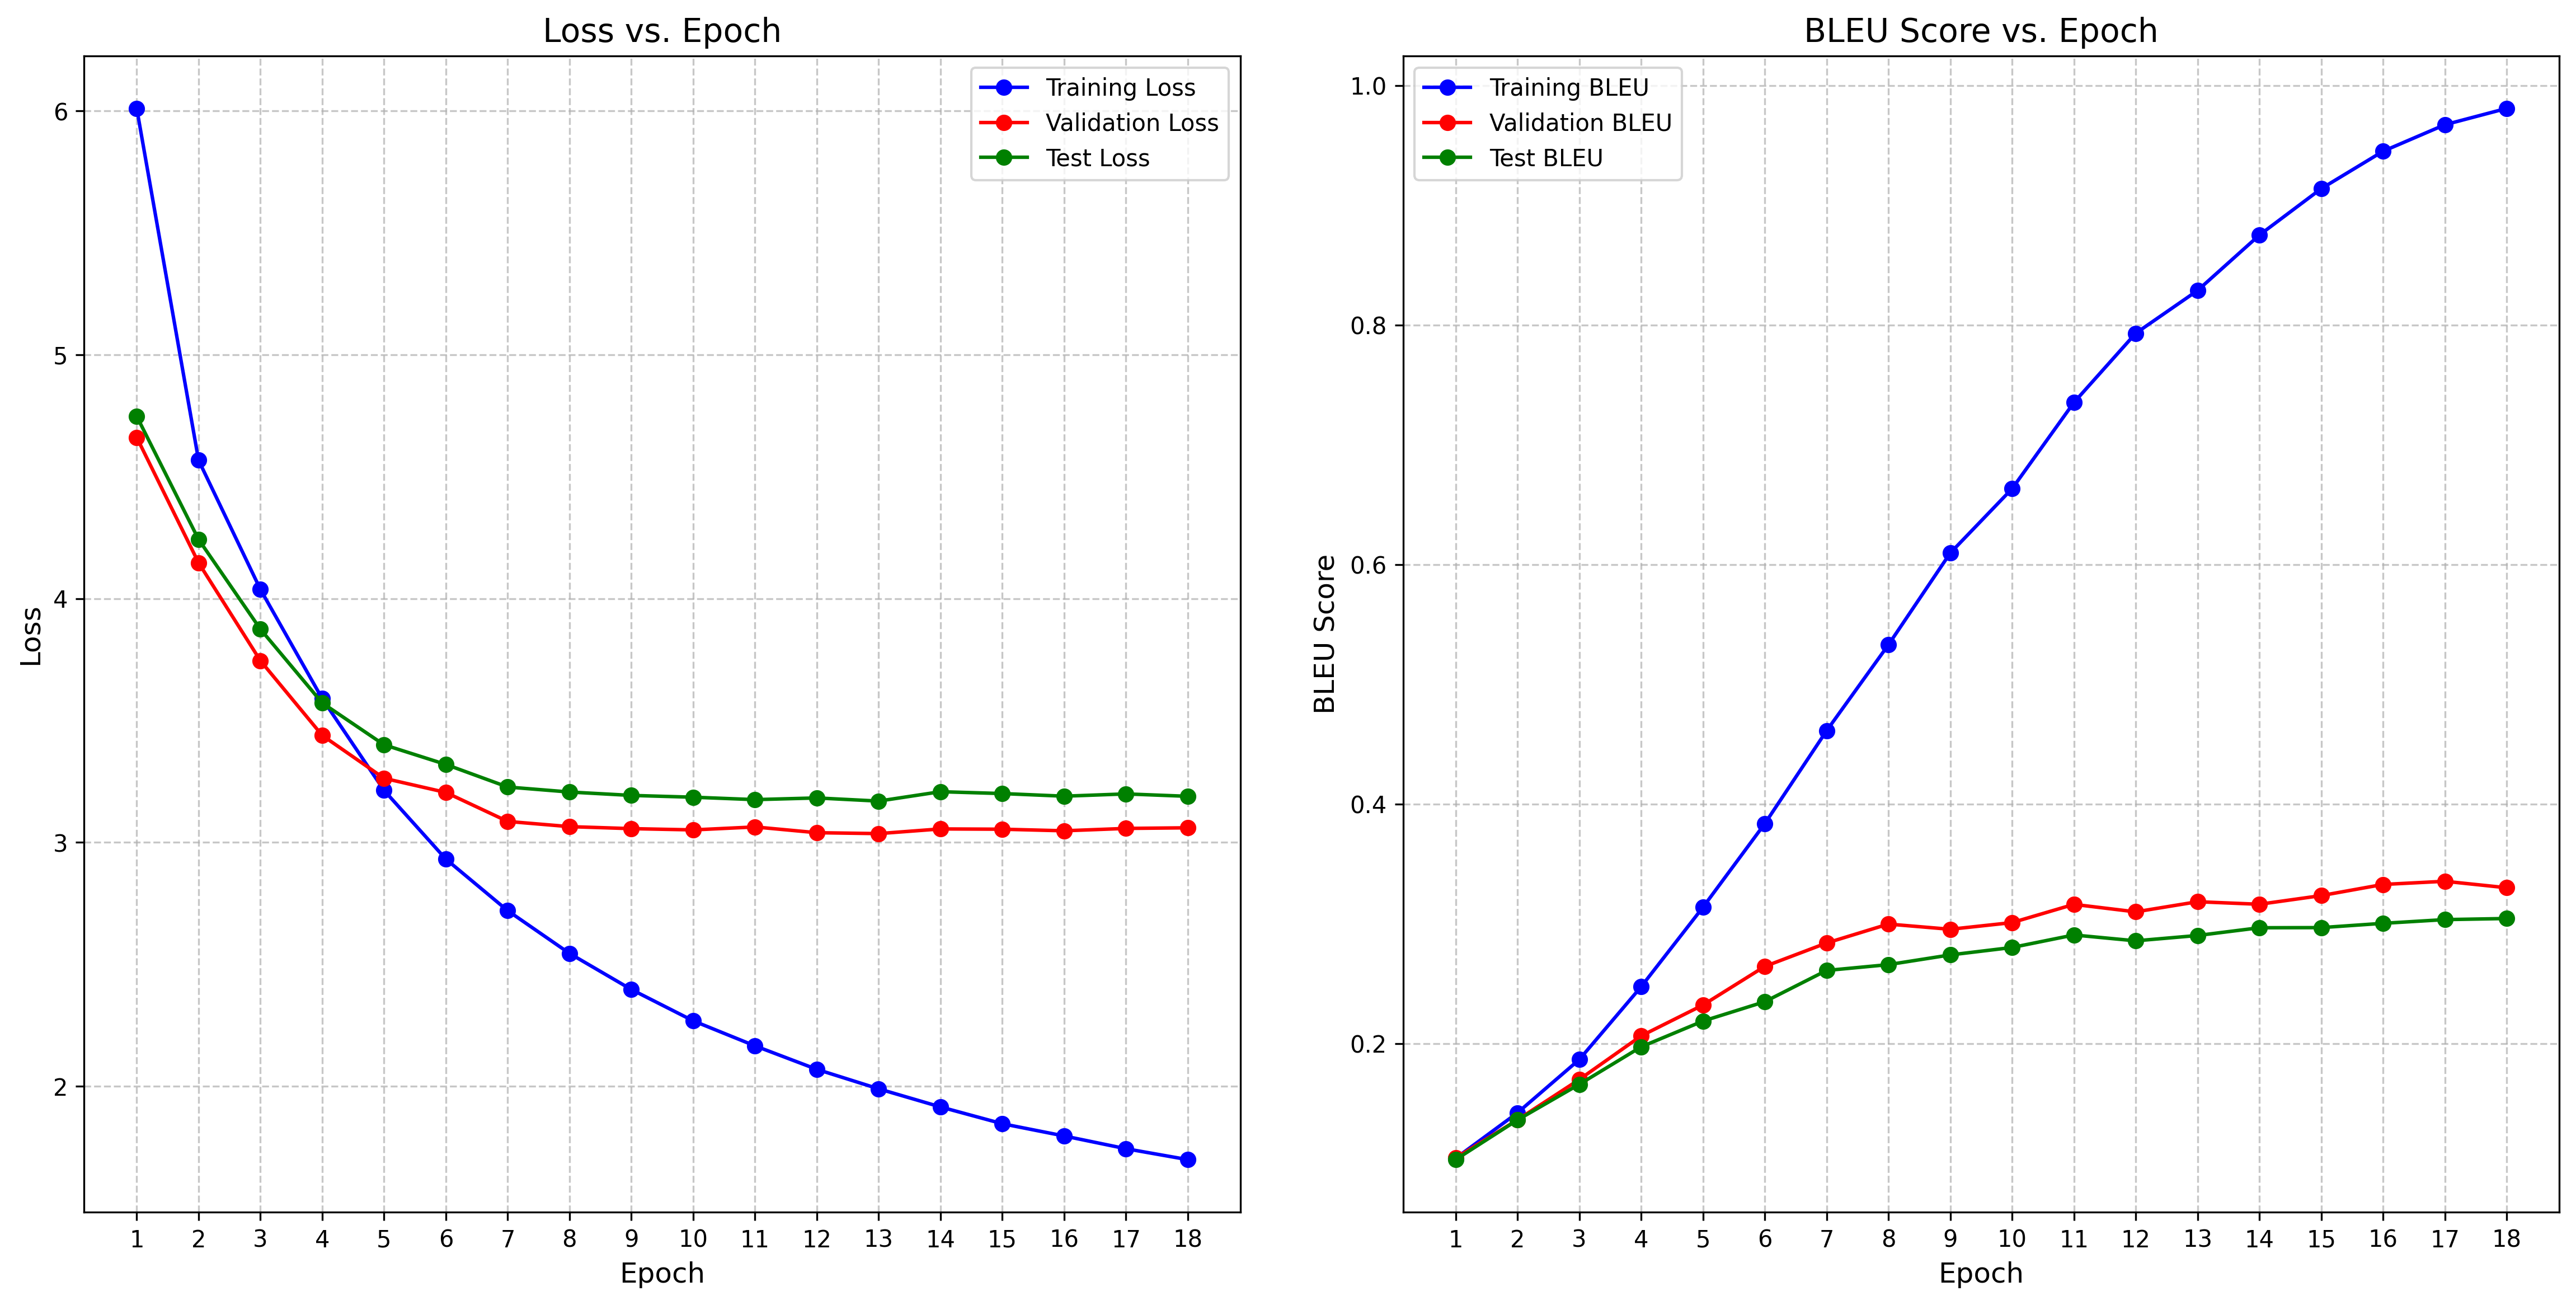 Loss vs. Epoch
Training Loss
Validation Loss
Test Loss
6
5
4
3
2
Loss
1 2 3 4 5 6 7 8 9 10 11 12 13 14 15 16 17 18
Epoch
BLEU Score vs. Epoch
Training BLEU
Validation BLEU
Test BLEU
1.0
0.8
0.6
0.4
0.2
BLEU Score
1 2 3 4 5 6 7 8 9 10 11 12 13 14 15 16 17 18
Epoch